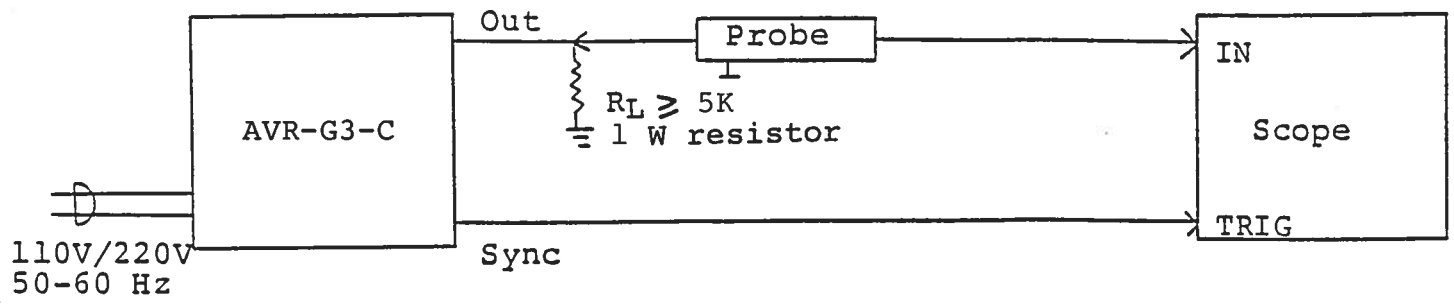 Out
Probe
IN
RL ≥ 5K
1 W resistor
AVR-G3-C
Scope
TRIG
Sync
110V/220V
50-60 Hz